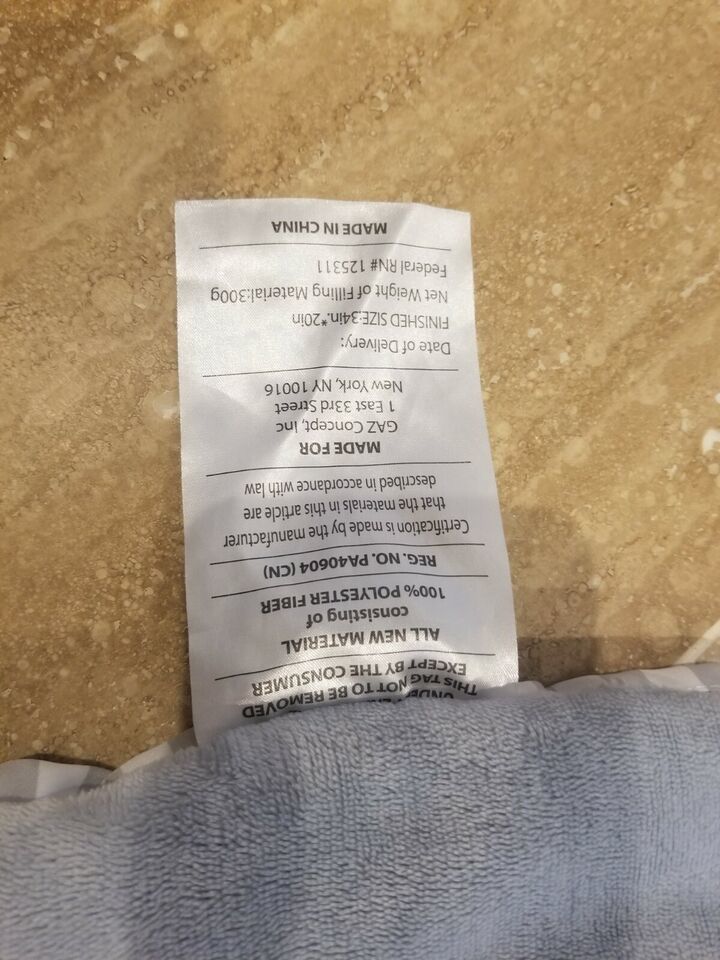 UNDE
NOT TO BE REMOVED
THIS TAG
EXCEPT BY THE CONSUMER
ALL NEW MATERIAL
consisting of
100% POLYESTER FIBER
REG. NO. PA40604 (CN)
Certification is made by the manufacturer
that the materials in this article are
described in accordance with law
MADE FOR
GAZ Concept, inc
1 East 33rd Street
New York, NY 10016
Date of Delivery:
FINISHED SIZE:34in.*20in
Net Weight of Filling Material:300g
Federal RN# 125311
MADE IN CHINA